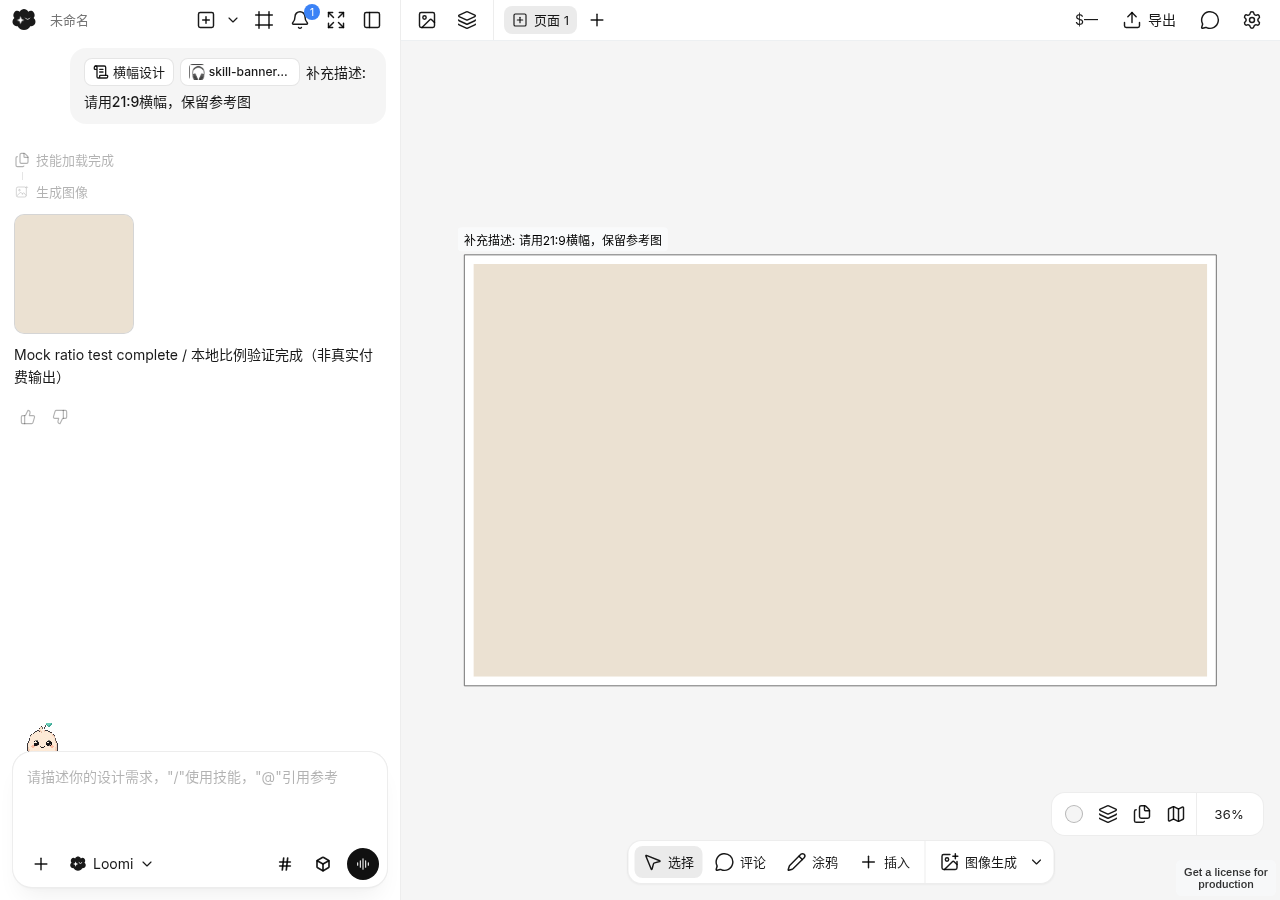 未命名
1
页面 1
$—
导出
横幅设计 skill-banner... 补充描述:
请用21:9横幅，保留参考图
技能加载完成
生成图像
Mock ratio test complete / 本地比例验证完成（非真实付
费输出）
补充描述: 请用21:9横幅，保留参考图
请描述你的设计需求，"/"使用技能，"@"引用参考
Loomi
36%
选择 评论 涂鸦 插入 图像生成
Get a license for
production